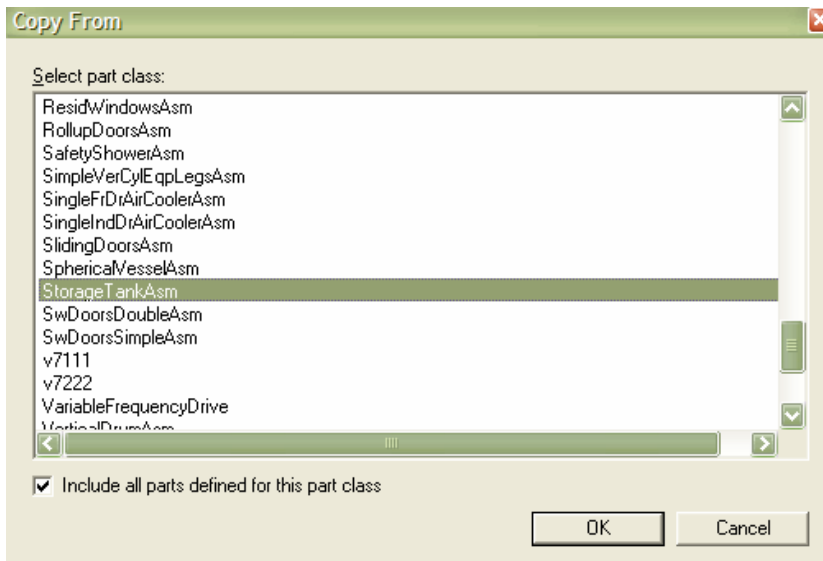 Copy From
Select part class:
ResidWindowsAsm
RollupDoorsAsm
SafetyShowerAsm
SimpleVerCylEqpLegsAsm
SingleFrDrAirCoolerAsm
SingleIndDrAirCoolerAsm
SlidingDoorsAsm
SphericalVesselAsm
StorageTankAsm
SwDoorsDoubleAsm
SwDoorsSimpleAsm
v7111
v7222
VariableFrequencyDrive
VerticalDrumAsm
Include all parts defined for this part class
OK Cancel